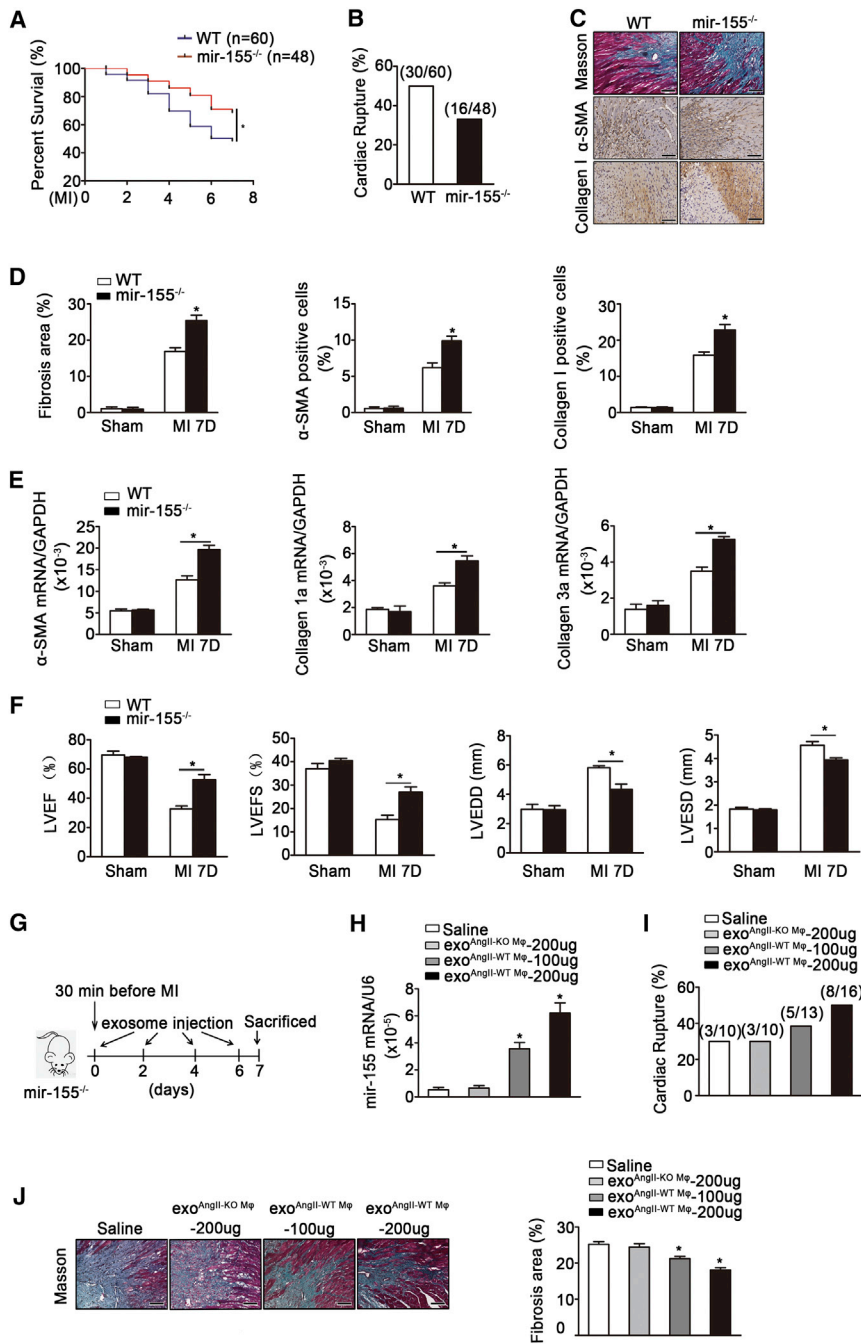 A
WT (n=60)
mir-155-/- (n=48)
Percent Survial (%)
100
80
60
40
20
*
(MI) 0 2 4 6 8
B
Cardiac Rupture (%)
60
40
20
0
(30/60)
(16/48)
WT mir-155-/-
C
WT mir-155-/-
Masson
α-SMA
Collagen I
D
WT
mir-155-/-
Fibrosis area (%)
30
20
10
0
*
Sham MI 7D
α-SMA positive cells
(%)
15
10
5
0
*
Sham MI 7D
Collagen I positive cells
(%)
30
20
10
0
*
Sham MI 7D
E
WT
mir-155-/-
α-SMA mRNA/GAPDH
(x10-3)
25
20
15
10
5
0
*
Sham MI 7D
Collagen 1a mRNA/GAPDH
(x10-3)
8
6
4
2
0
*
Sham MI 7D
Collagen 3a mRNA/GAPDH
(x10-3)
6
4
2
0
*
Sham MI 7D
F
WT
mir-155-/-
LVEF (%)
80
60
40
20
0
*
Sham MI 7D
LVEFS (%)
50
40
30
20
10
0
*
Sham MI 7D
LVEDD (mm)
8
6
4
2
0
*
Sham MI 7D
LVESD (mm)
5
4
3
2
1
0
*
Sham MI 7D
G
30 min before MI
exosome injection Sacrificed
0 2 4 6 7
(days)
mir-155-/-
H
Saline
exoAngII-KO Mφ-200ug
exoAngII-WT Mφ-100ug
exoAngII-WT Mφ-200ug
mir-155 mRNA/U6
(x10-5)
8
6
4
2
0
* *
I
Saline
exoAngII-KO Mφ-200ug
exoAngII-WT Mφ-100ug
exoAngII-WT Mφ-200ug
Cardiac Rupture (%)
60
40
20
0
(3/10) (3/10) (5/13) (8/16)
J
Saline
exoAngII-KO Mφ
-200ug
exoAngII-WT Mφ
-100ug
exoAngII-WT Mφ
-200ug
Masson
Saline
exoAngII-KO Mφ-200ug
exoAngII-WT Mφ-100ug
exoAngII-WT Mφ-200ug
Fibrosis area (%)
30
20
10
0
* *